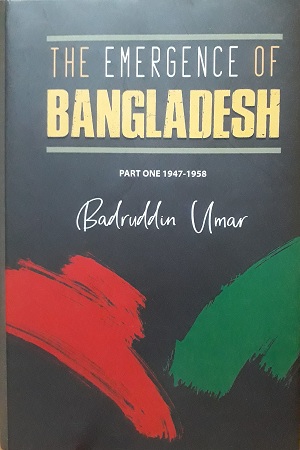 THE EMERGENCE OF
BANGLADESH
PART ONE 1947-1958
Badruddin Umar